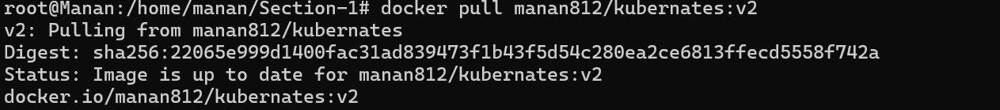 root@Manan:/home/manan/Section-1# docker pull manan812/kubernates:v2
v2: Pulling from manan812/kubernates
Digest: sha256:22065e999d1400fac31ad839473f1b43f5d54c280ea2ce6813ffecd5558f742a
Status: Image is up to date for manan812/kubernates:v2
docker.io/manan812/kubernates:v2